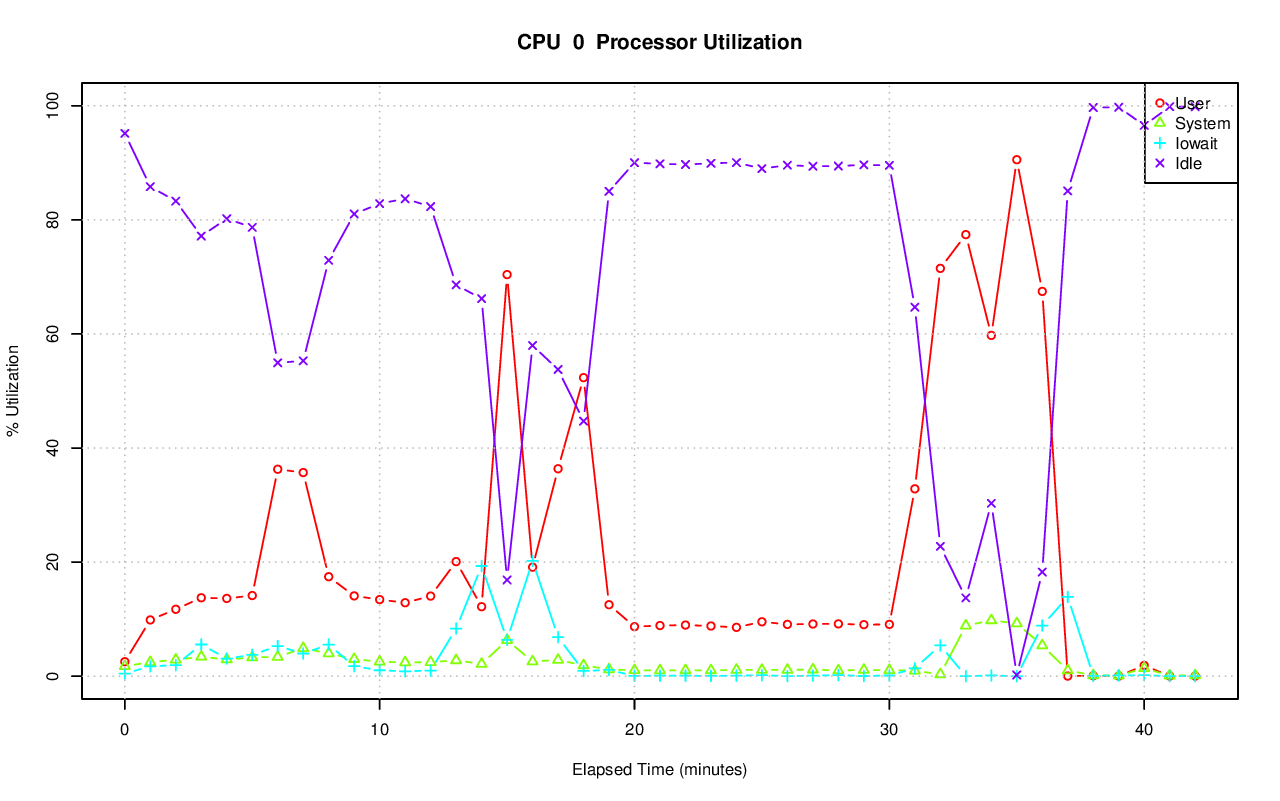 CPU  0  Processor Utilization
% Utilization
100
80
60
40
20
0
User
System
Iowait
Idle
0 10 20 30 40
Elapsed Time (minutes)